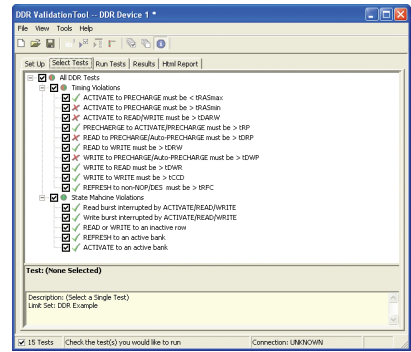 DDR ValidationTool -- DDR Device 1 *
File View Tools Help
Set Up Select Tests Run Tests Results Html Report
All DDR Tests
Timing Violations
ACTIVATE to PRECHARGE must be < tRASmax
ACTIVATE to PRECHARGE must be > tRASmin
ACTIVATE to READ/WRITE must be > tDARW
PRECHAERGE to ACTIVATE/PRECHARGE must be > tRP
READ to PRECHARGE/Auto-PRECHARGE must be > tDRP
READ to WRITE must be > tDRW
WRITE to PRECHARGE/Auto-PRECHARGE must be > tDWP
WRITE to READ must be > tDWR
WRITE to WRITE must be > tCCD
REFRESH to non-NOP/DES must be > tRFC
State Mahcine Violations
Read burst interrupted by ACTIVATE/READ/WRITE
Write burst interrupted by ACTIVATE/READ/WRITE
READ or WRITE to an inactive row
REFRESH to an active bank
ACTIVATE to an active bank
Test: (None Selected)
Description: (Select a Single Test)
Limit Set: DDR Example
15 Tests Check the test(s) you would like to run Connection: UNKNOWN